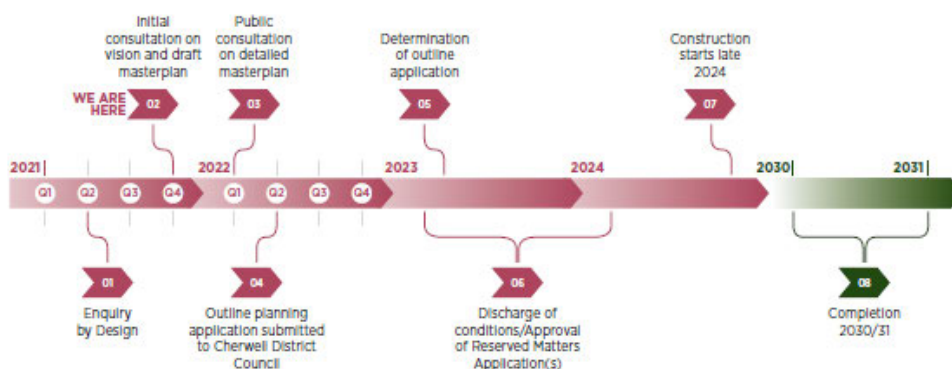 Initial
consultation on
vision and draft
masterplan
Public
consultation
on detailed
masterplan
Determination
of outline
application
Construction
starts late
2024
WE ARE
HERE
02
03
05
07
2021
2022
2023
2024
2030
2031
Q1
Q2
Q3
Q4
Q1
Q2
Q3
Q4
01
04
06
08
Enquiry
by Design
Outline planning
application submitted
to Cherwell District
Council
Discharge of
conditions/Approval
of Reserved Matters
Application(s)
Completion
2030/31